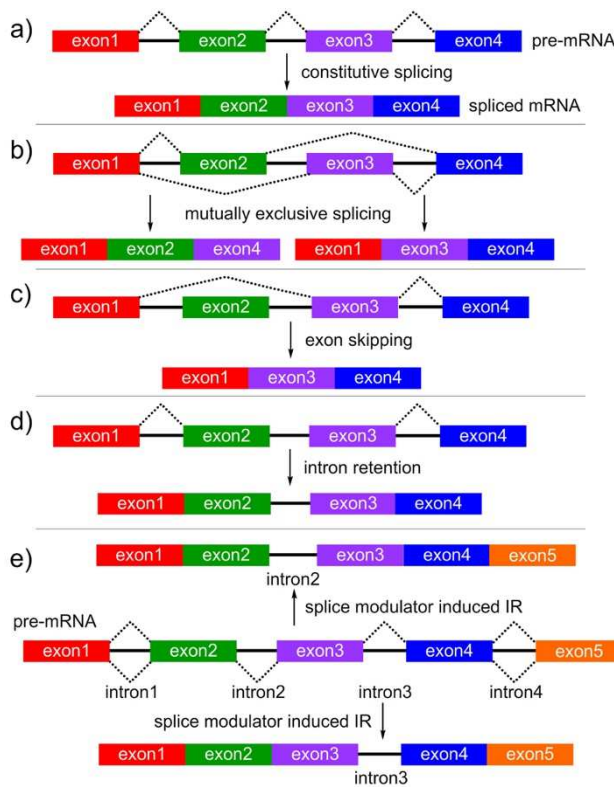 a) exon1 exon2 exon3 exon4 pre-mRNA
constitutive splicing
exon1 exon2 exon3 exon4 spliced mRNA
b) exon1 exon2 exon3 exon4
mutually exclusive splicing
exon1 exon2 exon4 exon1 exon3 exon4
c) exon1 exon2 exon3 exon4
exon skipping
exon1 exon3 exon4
d) exon1 exon2 exon3 exon4
intron retention
exon1 exon2 exon3 exon4
e) exon1 exon2 exon3 exon4 exon5
intron2
splice modulator induced IR
pre-mRNA
exon1 exon2 exon3 exon4 exon5
intron1 intron2 intron3 intron4
splice modulator induced IR
exon1 exon2 exon3 exon4 exon5
intron3